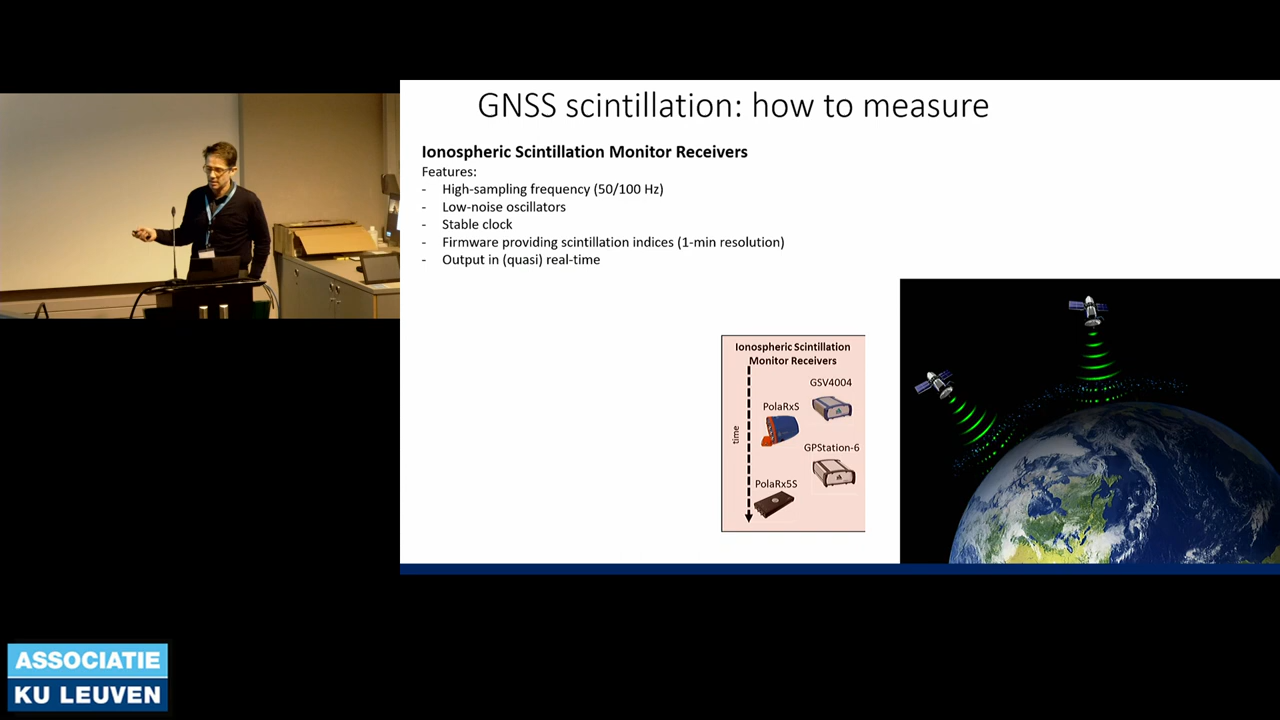 GNSS scintillation: how to measure
Ionospheric Scintillation Monitor Receivers
Features:
- High-sampling frequency (50/100 Hz)
- Low-noise oscillators
- Stable clock
- Firmware providing scintillation indices (1-min resolution)
- Output in (quasi) real-time
Ionospheric Scintillation
Monitor Receivers
GSV4004
PolaRxS
time
GPStation-6
PolaRx5S
ASSOCIATIE
KU LEUVEN